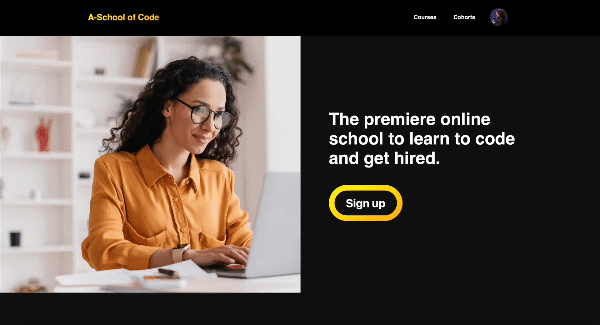 A-School of Code
Courses
Cohorts
The premiere online
school to learn to code
and get hired.
Sign up